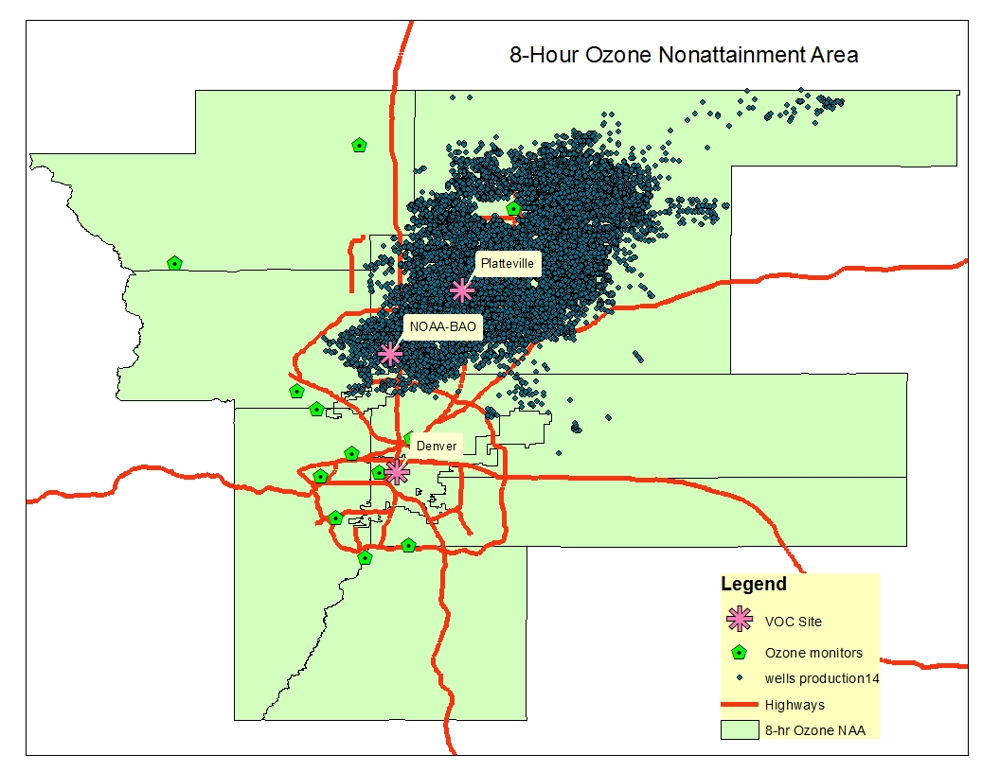 8-Hour Ozone Nonattainment Area
Platteville
NOAA-BAO
Denver
Legend
VOC Site
Ozone monitors
wells production14
Highways
8-hr Ozone NAA